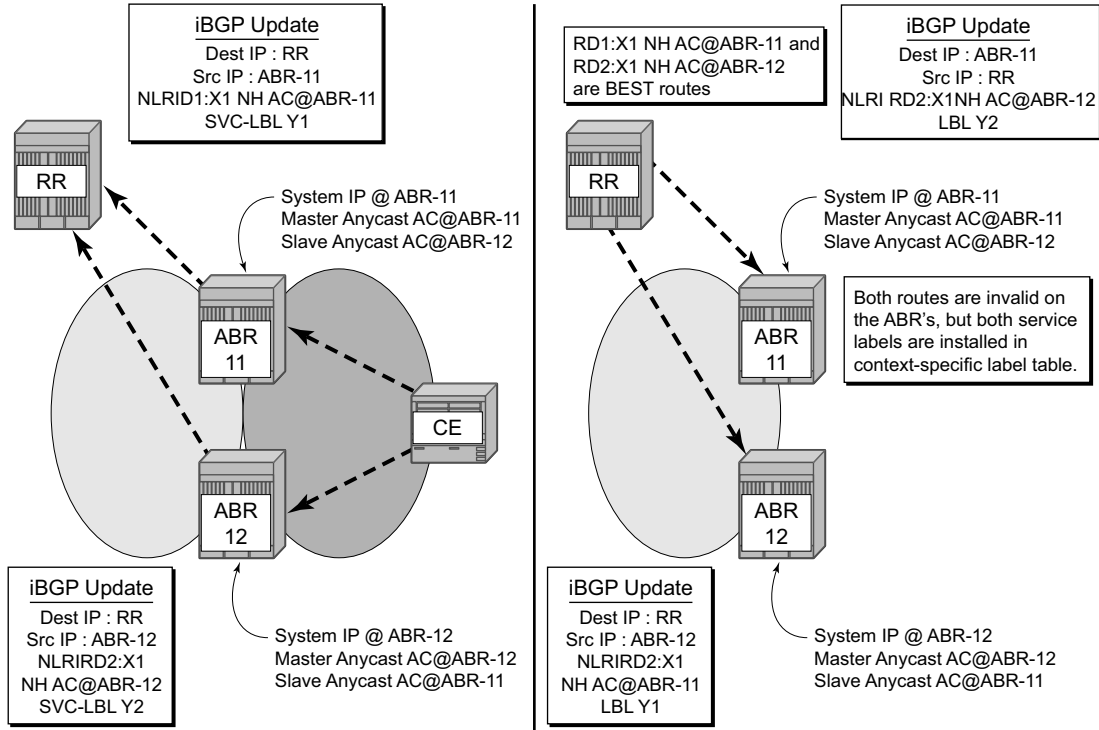 iBGP Update
Dest IP : RR
Src IP : ABR-11
NLRID1:X1 NH AC@ABR-11
SVC-LBL Y1
RR
System IP @ ABR-11
Master Anycast AC@ABR-11
Slave Anycast AC@ABR-12
ABR
11
CE
ABR
12
iBGP Update
Dest IP : RR
Src IP : ABR-12
NLRIRD2:X1
NH AC@ABR-12
SVC-LBL Y2
System IP @ ABR-12
Master Anycast AC@ABR-12
Slave Anycast AC@ABR-11
RD1:X1 NH AC@ABR-11 and
RD2:X1 NH AC@ABR-12
are BEST routes
iBGP Update
Dest IP : ABR-11
Src IP : RR
NLRI RD2:X1NH AC@ABR-12
LBL Y2
RR
System IP @ ABR-11
Master Anycast AC@ABR-11
Slave Anycast AC@ABR-12
ABR
11
Both routes are invalid on
the ABR's, but both service
labels are installed in
context-specific label table.
ABR
12
iBGP Update
Dest IP : RR
Src IP : ABR-12
NLRIRD2:X1
NH AC@ABR-11
LBL Y1
System IP @ ABR-12
Master Anycast AC@ABR-12
Slave Anycast AC@ABR-11